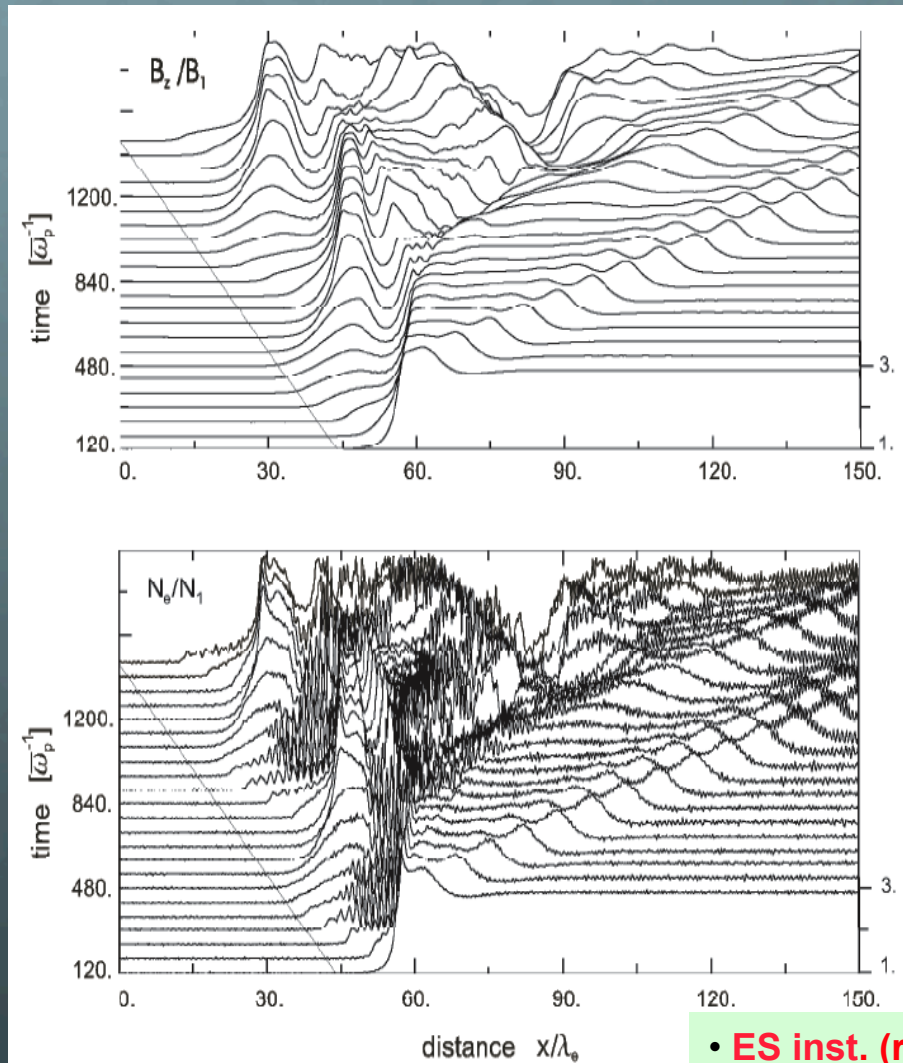 B_z/B_1
time [ω̅_p^-1]
1200.
840.
480.
120.
3.
1.
0. 30. 60. 90. 120. 150.
N_e/N_1
time [ω̅_p^-1]
1200.
840.
480.
120.
3.
1.
0. 30. 60. 90. 120. 150.
distance x/λ_e
• ES inst. (r